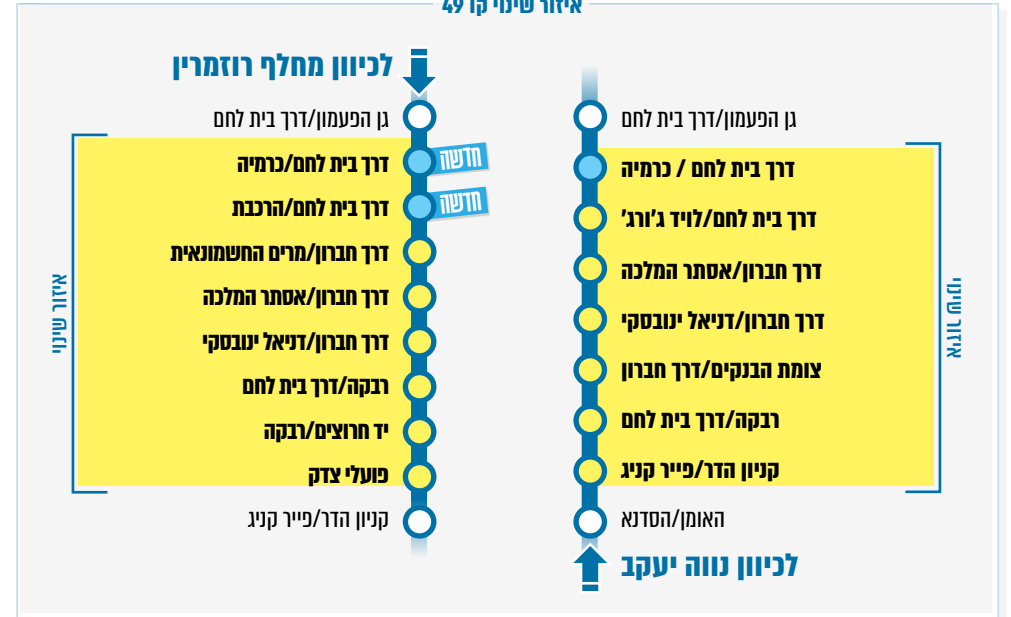 איזור שינוי קו 49
גן הפעמון/דרך בית לחם
דרך בית לחם / כרמיה
דרך בית לחם/לויד ג'ורג'
דרך חברון/אסתר המלכה
דרך חברון/דניאל ינובסקי
צומת הבנקים/דרך חברון
רבקה/דרך בית לחם
קניון הדר/פייר קניג
האומן/הסדנא
לכיוון נווה יעקב
איזור שינוי
לכיוון מחלף רוזמרין
גן הפעמון/דרך בית לחם
חדשה דרך בית לחם/כרמיה
חדשה דרך בית לחם/הרכבת
דרך חברון/מרים החשמונאית
דרך חברון/אסתר המלכה
דרך חברון/דניאל ינובסקי
רבקה/דרך בית לחם
יד חרוצים/רבקה
פועלי צדק
קניון הדר/פייר קניג
איזור שינוי